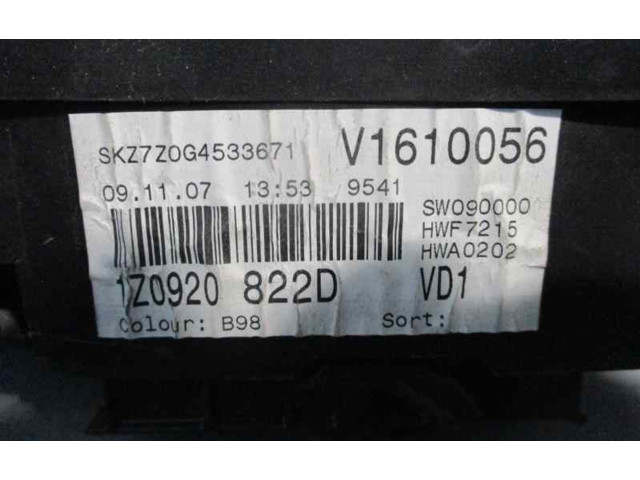 SKZ7Z0G4533671 V1610056
09.11.07 13:53 9541
SW090000
HWF7215
HWA0202
1Z0920 822D VD1
Colour: B98 Sort: